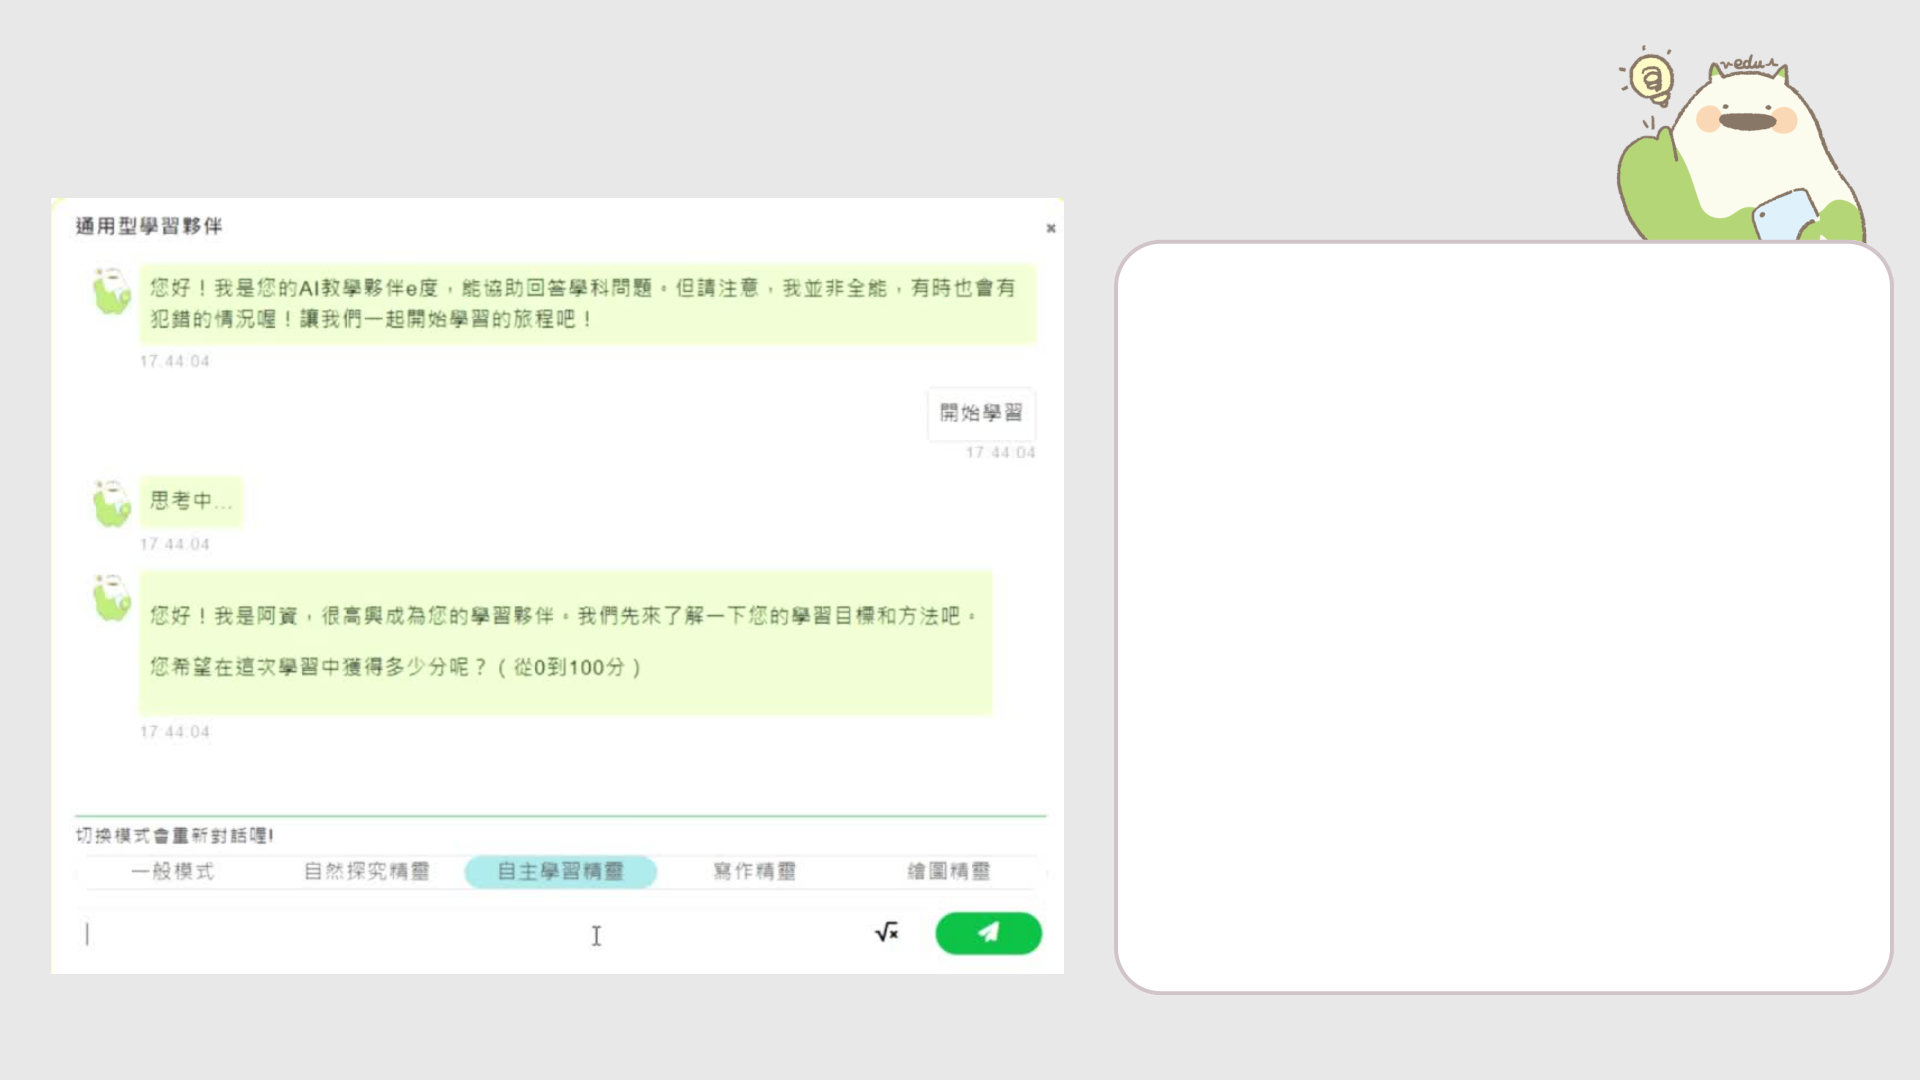 edu
通用型學習夥伴
×
您好！我是您的AI教學夥伴e度，能協助回答學科問題。但請注意，我並非全能，有時也會有
犯錯的情況喔！讓我們一起開始學習的旅程吧！
17:44:04
開始學習
17:44:04
思考中...
17:44:04
您好！我是阿資，很高興成為您的學習夥伴。我們先來了解一下您的學習目標和方法吧。
您希望在這次學習中獲得多少分呢？（從0到100分）
17:44:04
切換模式會重新對話喔!
一般模式 自然探究精靈 自主學習精靈 寫作精靈 繪圖精靈
√x